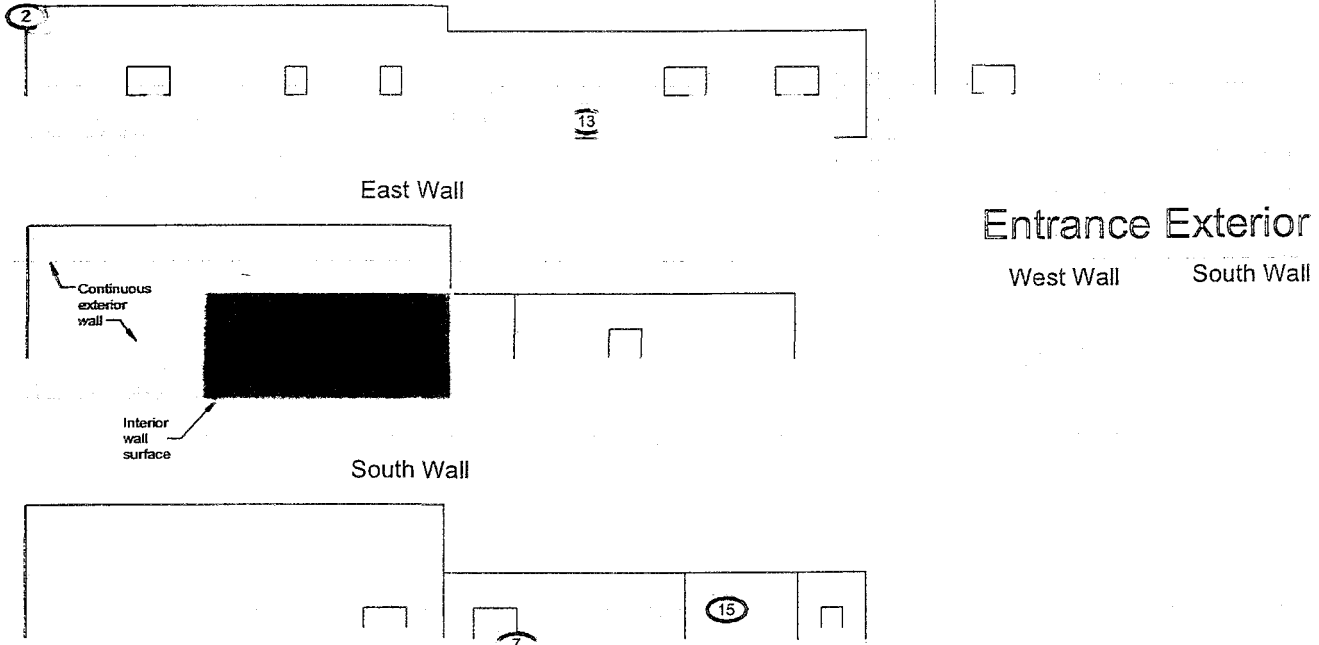 2
13
East Wall
Entrance Exterior
West Wall South Wall
Continuous
exterior
wall
Interior
wall
surface
South Wall
15
7